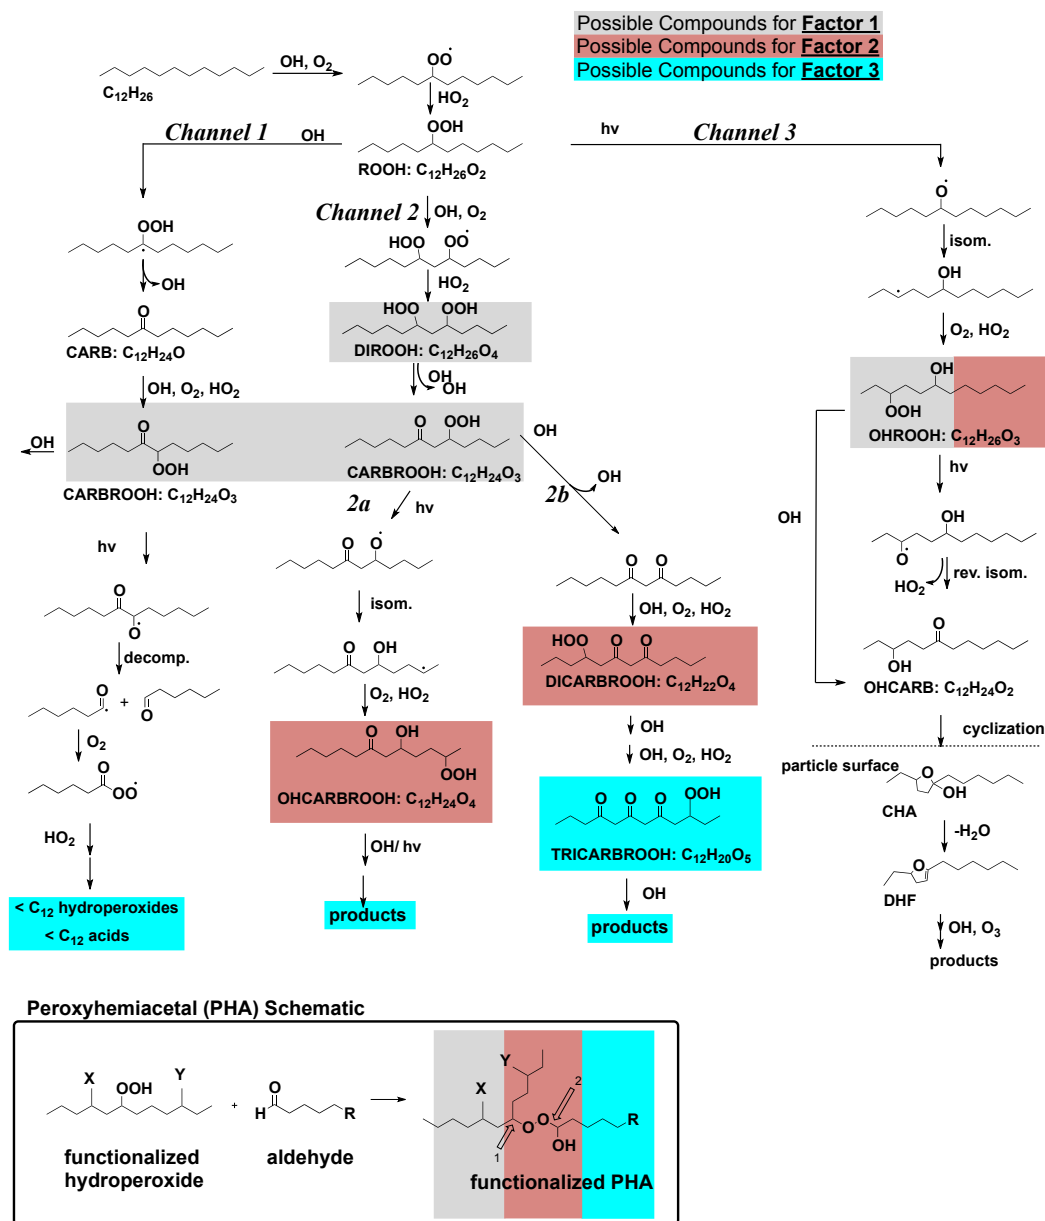 Possible Compounds for Factor 1
Possible Compounds for Factor 2
Possible Compounds for Factor 3
C12H26
OH, O2
OO•
HO2
Channel 1
OH
OOH
ROOH: C12H26O2
hν
Channel 3
Channel 2
OH, O2
OOH
•
OH
HOO OO•
HO2
O•
isom.
OH
•
O2, HO2
O
CARB: C12H24O
OH, O2, HO2
HOO OOH
DIROOH: C12H26O4
OH
OH
OH
OOH
OHROOH: C12H26O3
OH
O
OOH
CARBROOH: C12H24O3
O OOH
CARBROOH: C12H24O3
OH
2a
hν
2b
OH
hν
OH
hν
O
O•
decomp.
O O•
isom.
O OH
•
O2, HO2
O O
OH, O2, HO2
OH
O•
HO2
rev. isom.
O
OH
OHCARB: C12H24O2
cyclization
O
•
+
O
O2
O
OO•
HO2
< C12 hydroperoxides
< C12 acids
O OH
OOH
OHCARBROOH: C12H24O4
OH/ hν
products
HOO O O
DICARBROOH: C12H22O4
OH
OH, O2, HO2
O O O OOH
TRICARBROOH: C12H20O5
OH
products
particle surface
O
OH
CHA
-H2O
O
DHF
OH, O3
products
Peroxyhemiacetal (PHA) Schematic
X OOH Y
functionalized
hydroperoxide
+
O
H R
aldehyde
Y
X
O O
OH
R
1
2
functionalized PHA